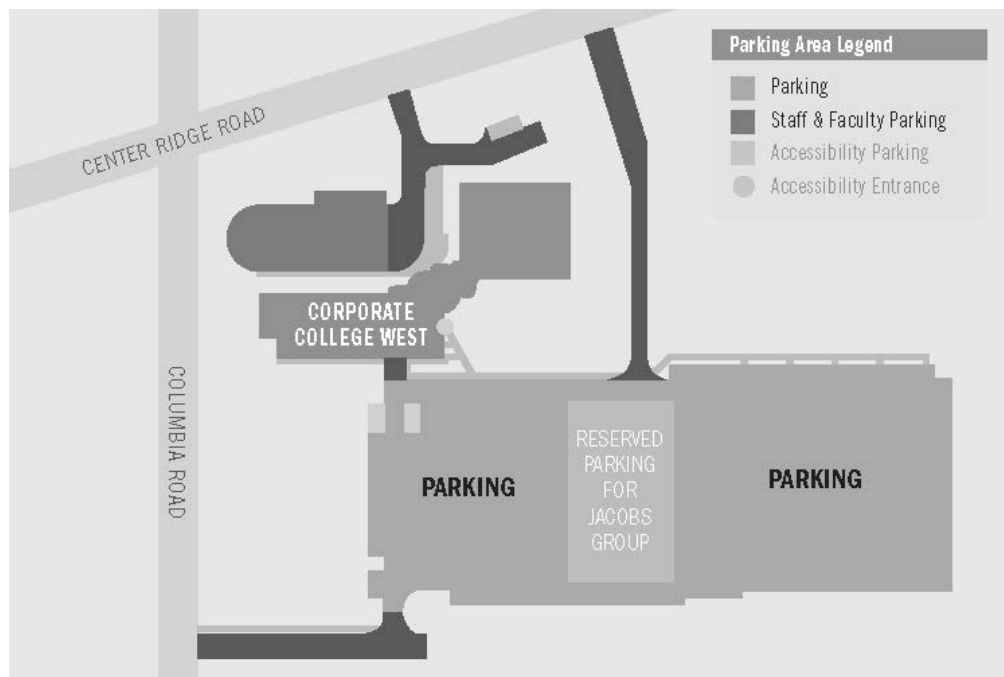 Parking Area Legend
Parking
Staff & Faculty Parking
Accessibility Parking
Accessibility Entrance
CENTER RIDGE ROAD
CORPORATE
COLLEGE WEST
COLUMBIA ROAD
PARKING
RESERVED
PARKING
FOR
JACOBS
GROUP
PARKING